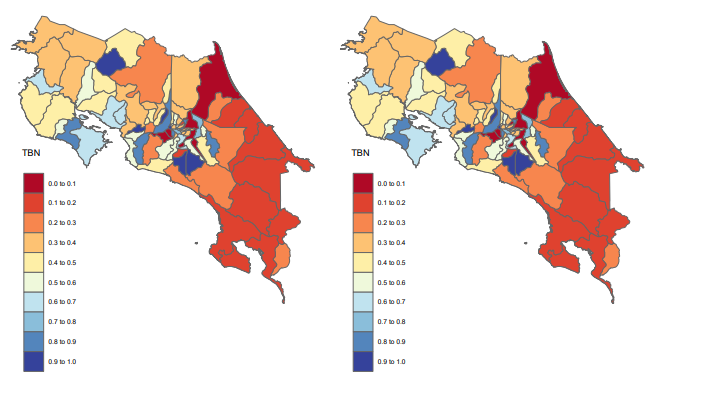 TBN
0.0 to 0.1
0.1 to 0.2
0.2 to 0.3
0.3 to 0.4
0.4 to 0.5
0.5 to 0.6
0.6 to 0.7
0.7 to 0.8
0.8 to 0.9
0.9 to 1.0
TBN
0.0 to 0.1
0.1 to 0.2
0.2 to 0.3
0.3 to 0.4
0.4 to 0.5
0.5 to 0.6
0.6 to 0.7
0.7 to 0.8
0.8 to 0.9
0.9 to 1.0